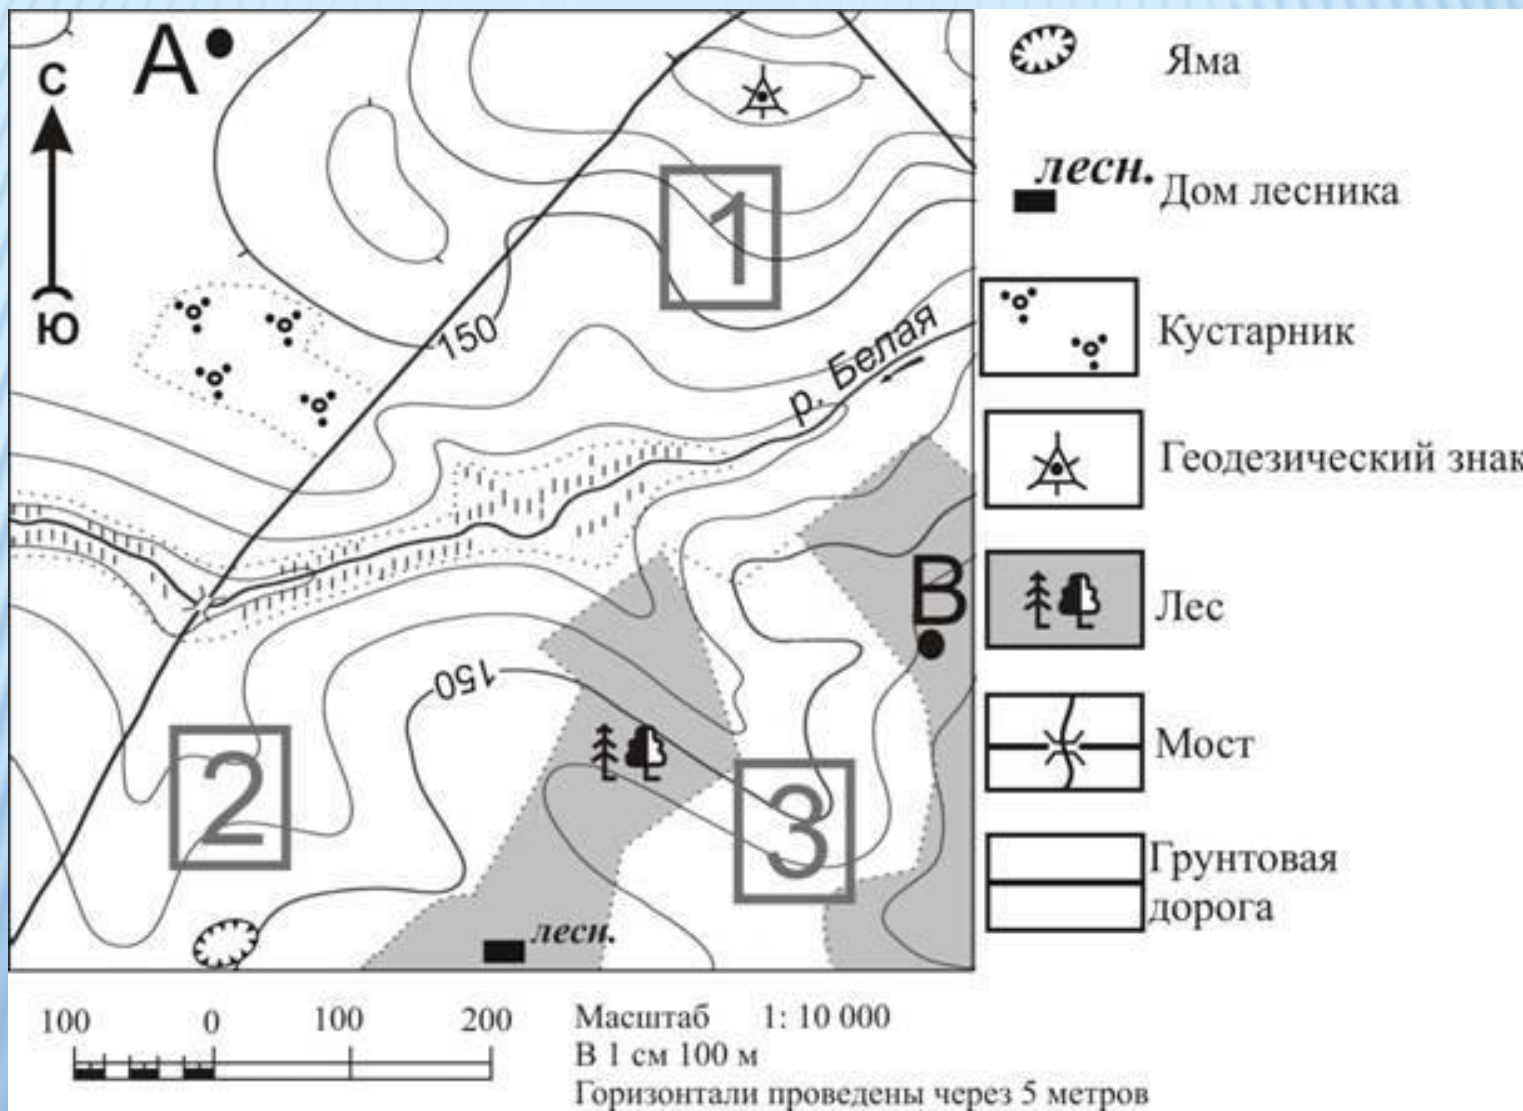 А
С
Ю
1
150
р. Белая
В
150
2
3
лесн.
Яма
лесн.
Дом лесника
Кустарник
Геодезический знак
Лес
Мост
Грунтовая
дорога
100 0 100 200
Масштаб 1: 10 000
В 1 см 100 м
Горизонтали проведены через 5 метров